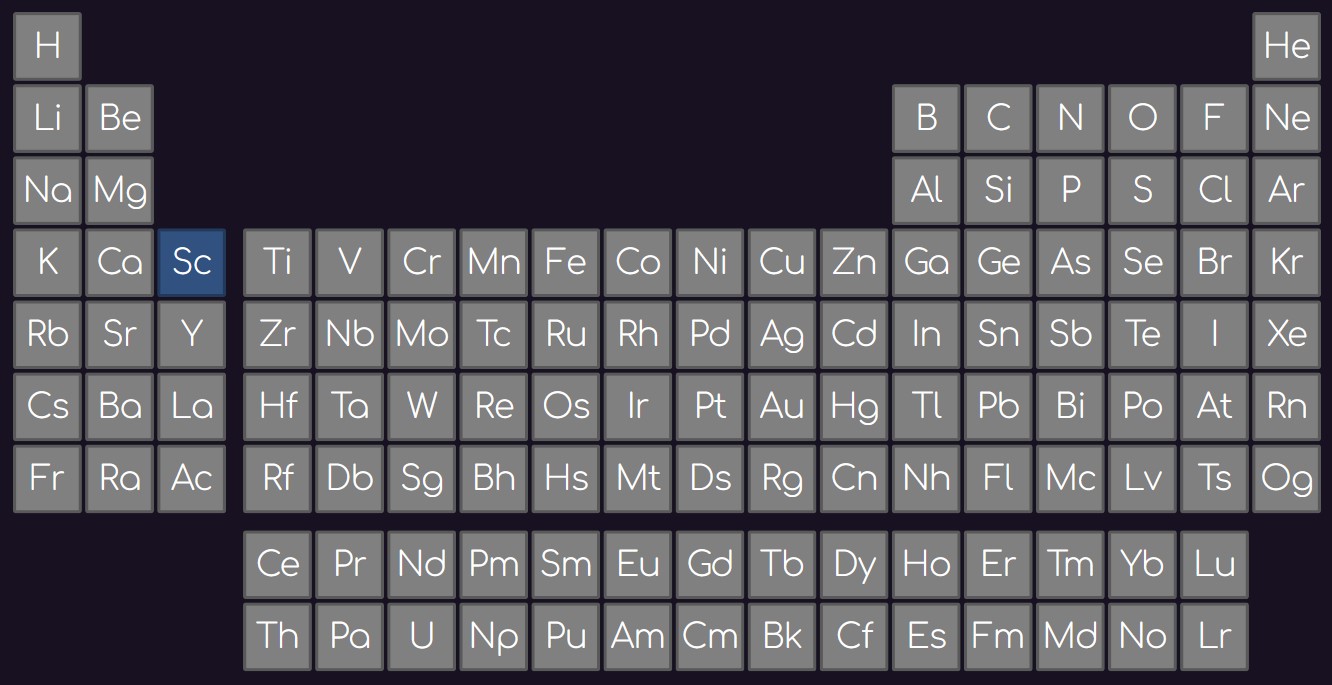 H He
Li Be B C N O F Ne
Na Mg Al Si P S Cl Ar
K Ca Sc Ti V Cr Mn Fe Co Ni Cu Zn Ga Ge As Se Br Kr
Rb Sr Y Zr Nb Mo Tc Ru Rh Pd Ag Cd In Sn Sb Te I Xe
Cs Ba La Hf Ta W Re Os Ir Pt Au Hg Tl Pb Bi Po At Rn
Fr Ra Ac Rf Db Sg Bh Hs Mt Ds Rg Cn Nh Fl Mc Lv Ts Og
Ce Pr Nd Pm Sm Eu Gd Tb Dy Ho Er Tm Yb Lu
Th Pa U Np Pu Am Cm Bk Cf Es Fm Md No Lr